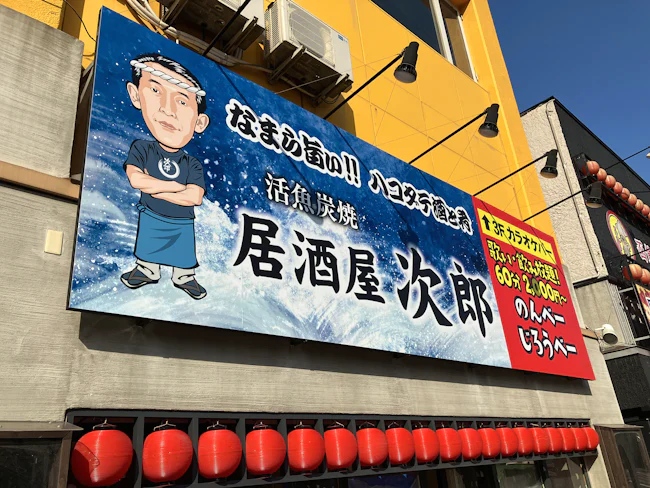 なまら旨い!! ハコダテ酒と肴
活魚炭焼
居酒屋 次郎
↑3F カラオケバー
歌い・飲み放題!!
60分 2,000円~
のんべー
じろうべー